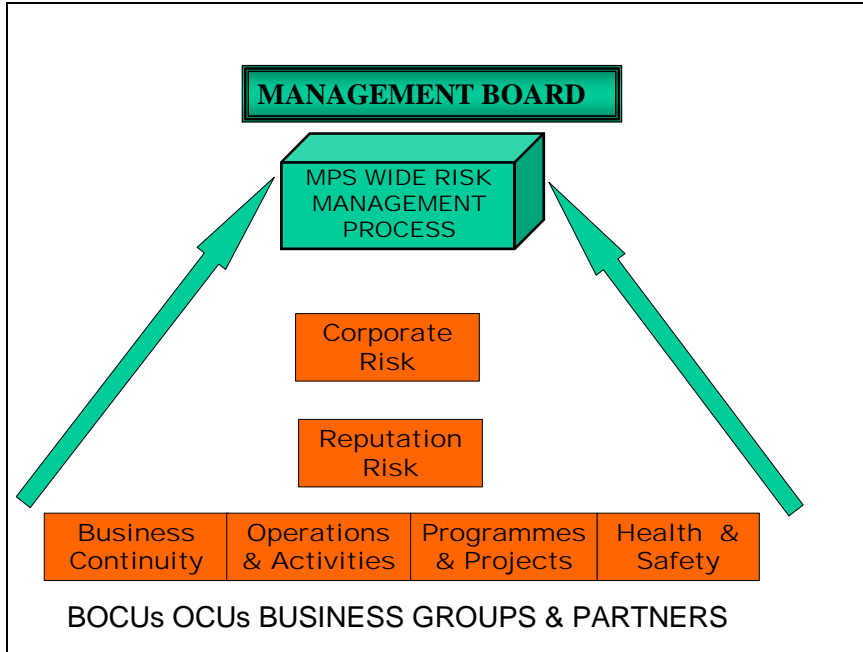 MANAGEMENT BOARD
MPS WIDE RISK
MANAGEMENT
PROCESS
Corporate
Risk
Reputation
Risk
Business
Continuity
Operations
& Activities
Programmes
& Projects
Health &
Safety
BOCUs OCUs BUSINESS GROUPS & PARTNERS